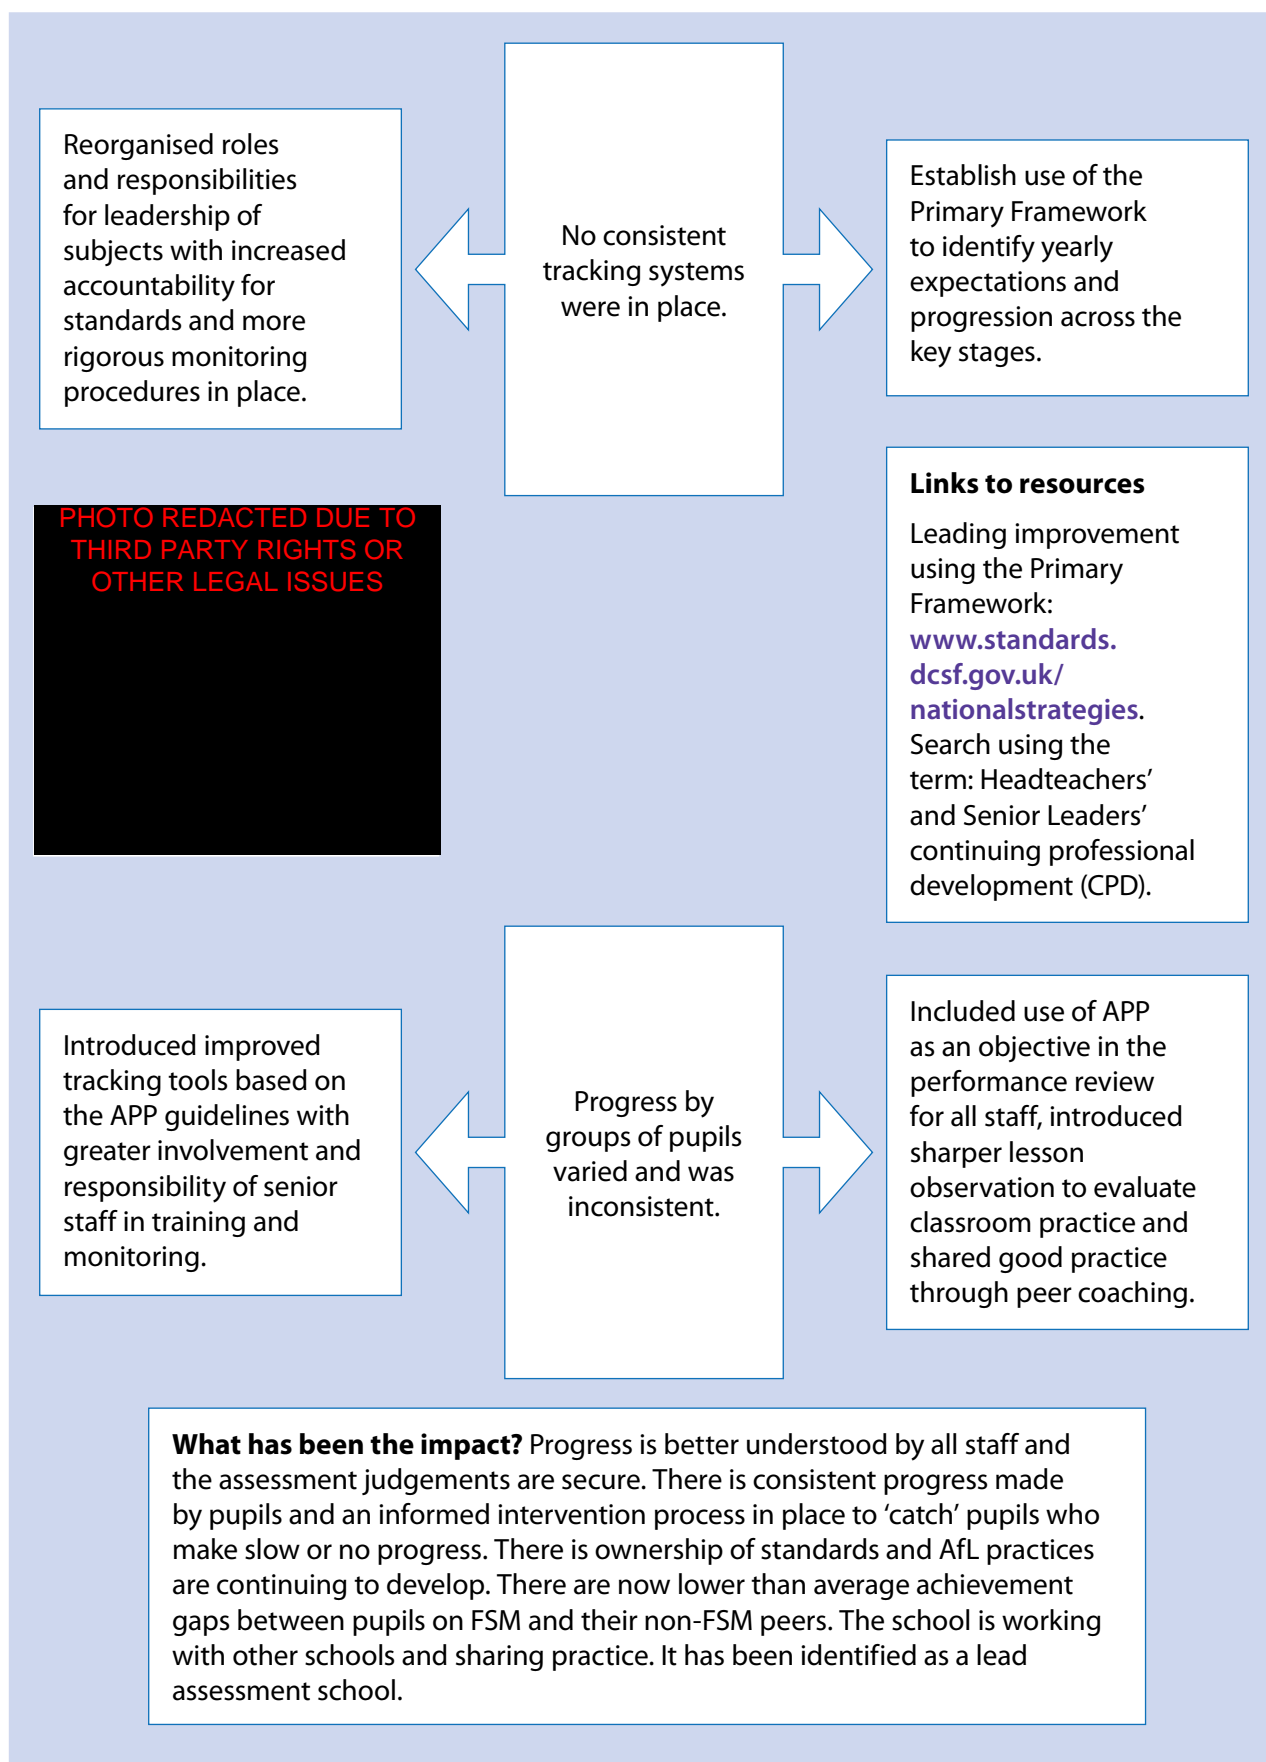 Reorganised roles
and responsibilities
for leadership of
subjects with increased
accountability for
standards and more
rigorous monitoring
procedures in place.
No consistent
tracking systems
were in place.
Establish use of the
Primary Framework
to identify yearly
expectations and
progression across the
key stages.
PHOTO REDACTED DUE TO
THIRD PARTY RIGHTS OR
OTHER LEGAL ISSUES
Links to resources
Leading improvement
using the Primary
Framework:
www.standards.
dcsf.gov.uk/
nationalstrategies.
Search using the
term: Headteachers’
and Senior Leaders’
continuing professional
development (CPD).
Introduced improved
tracking tools based on
the APP guidelines with
greater involvement and
responsibility of senior
staff in training and
monitoring.
Progress by
groups of pupils
varied and was
inconsistent.
Included use of APP
as an objective in the
performance review
for all staff, introduced
sharper lesson
observation to evaluate
classroom practice and
shared good practice
through peer coaching.
What has been the impact? Progress is better understood by all staff and
the assessment judgements are secure. There is consistent progress made
by pupils and an informed intervention process in place to ‘catch’ pupils who
make slow or no progress. There is ownership of standards and AfL practices
are continuing to develop. There are now lower than average achievement
gaps between pupils on FSM and their non-FSM peers. The school is working
with other schools and sharing practice. It has been identified as a lead
assessment school.